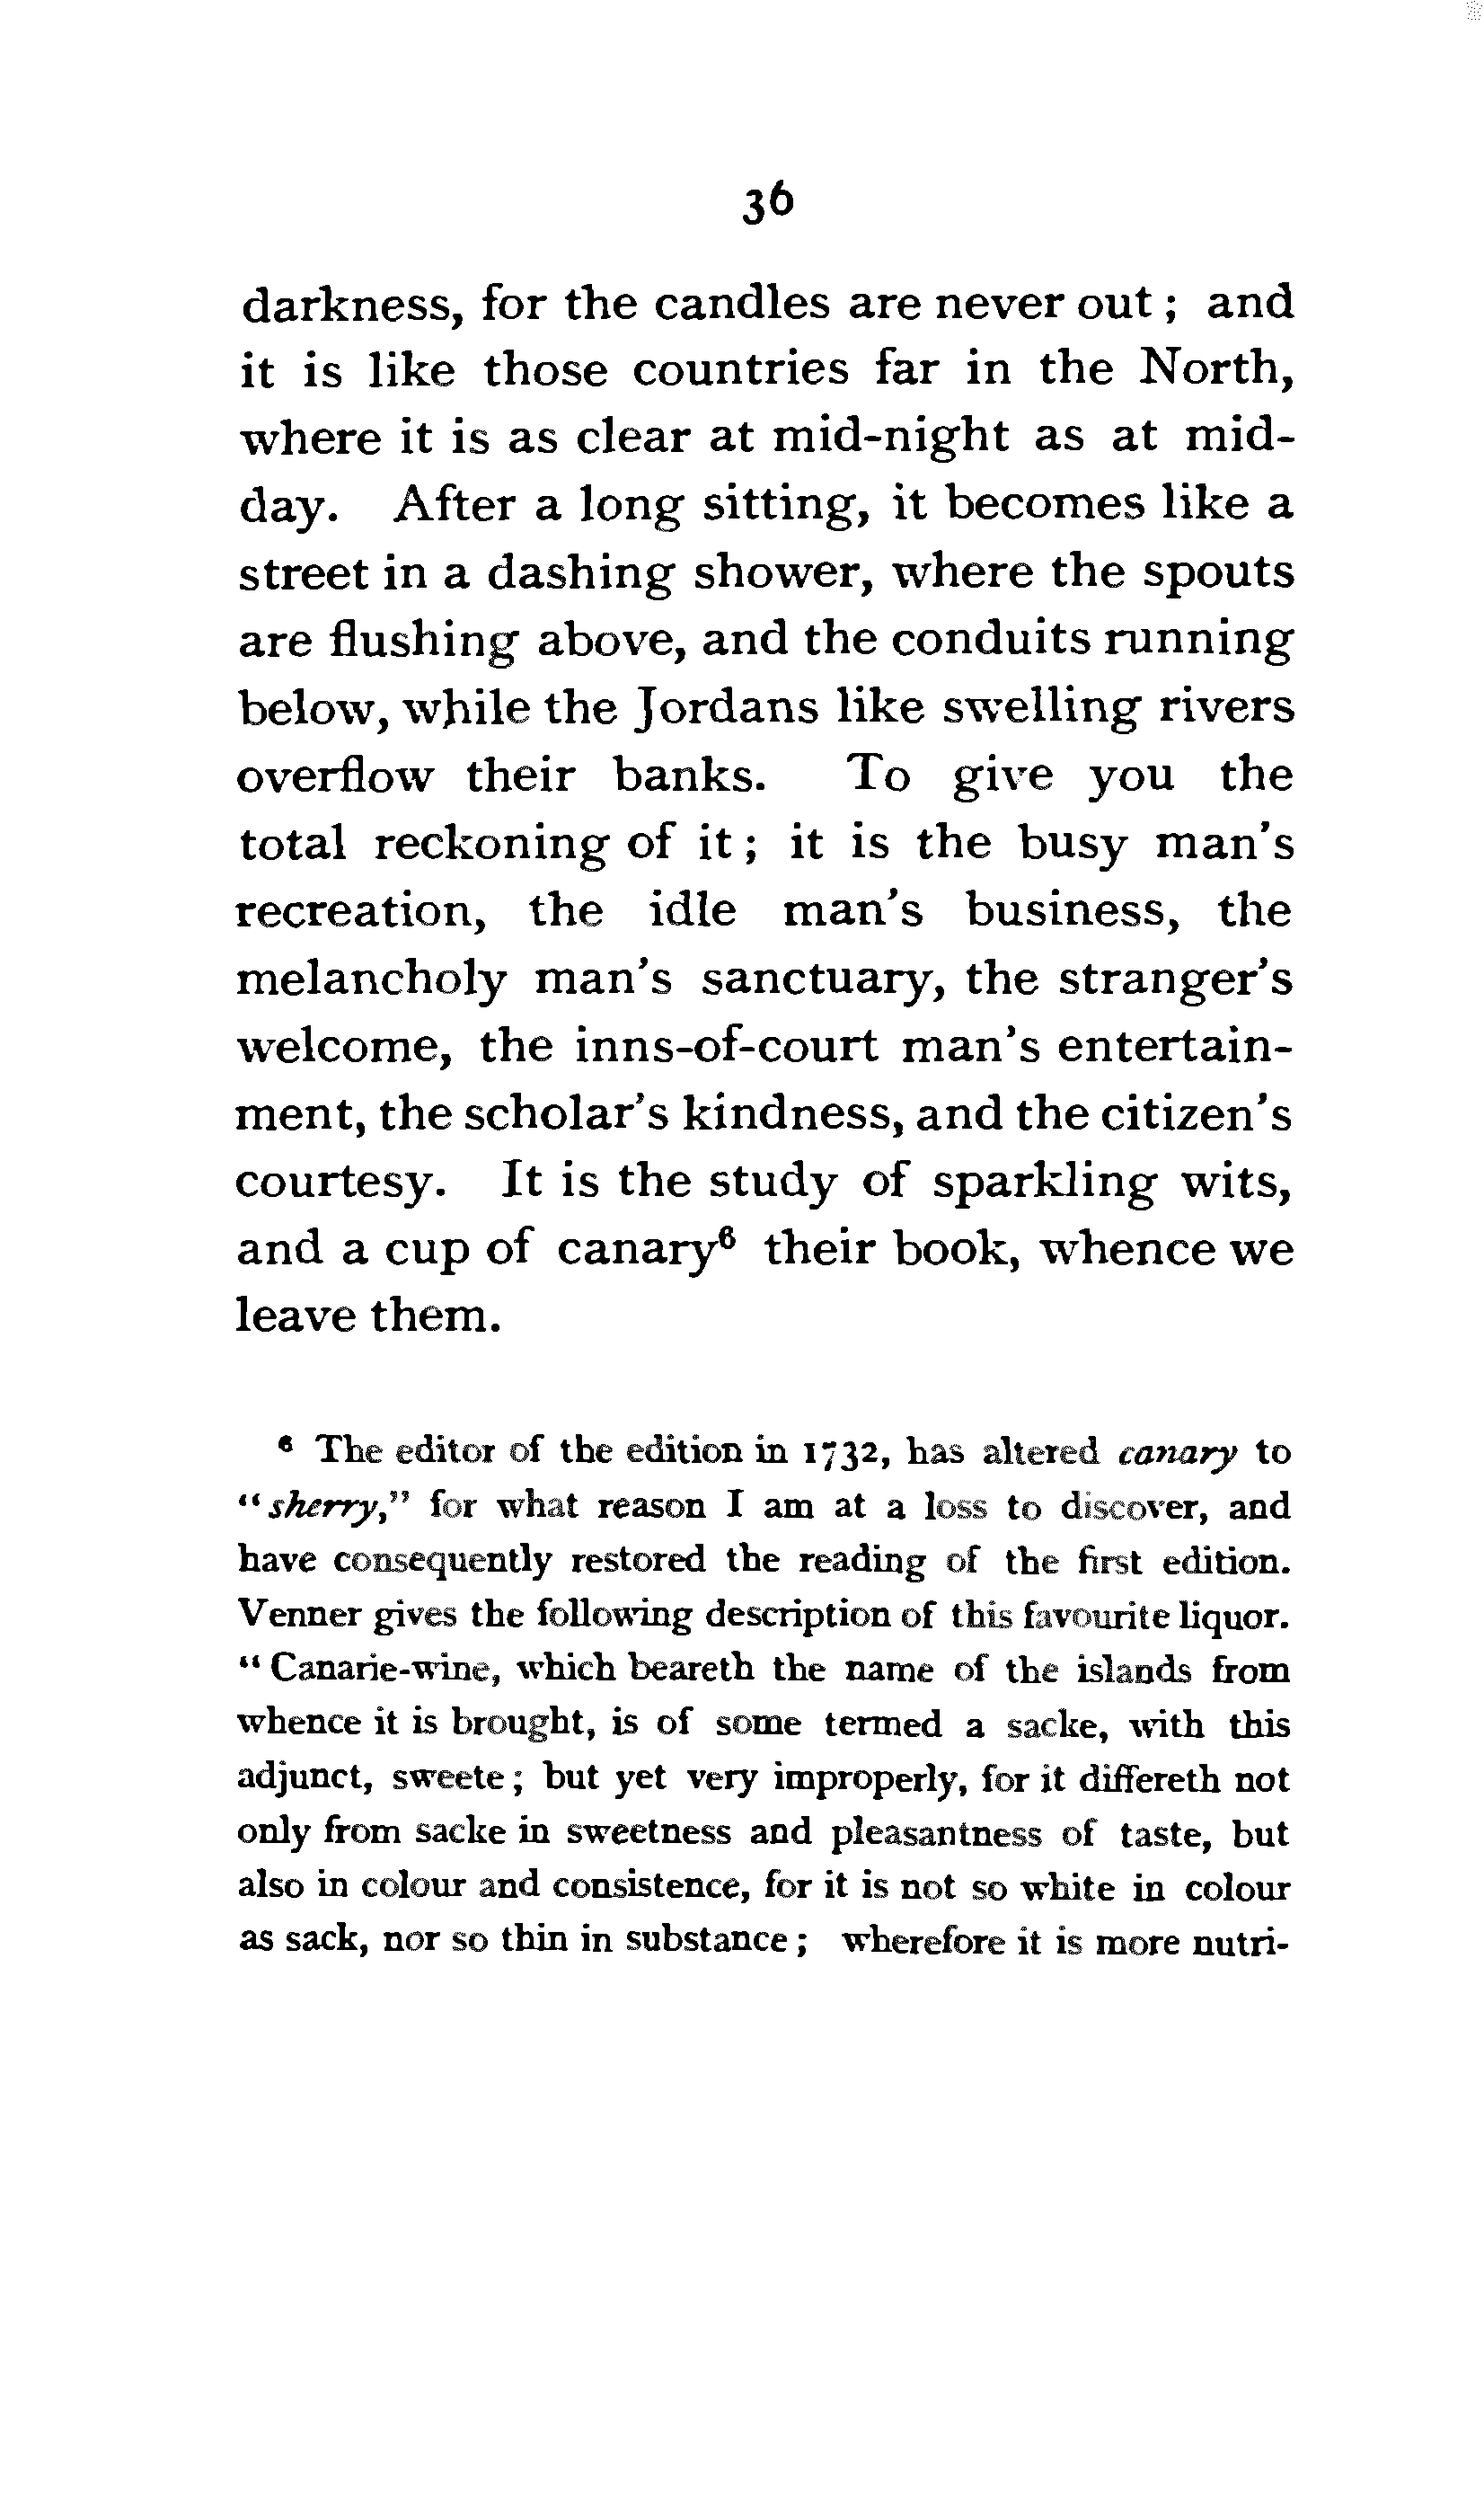 36
darkness, for the candles are never out ; and
it is like those countries far in the North,
where it is as clear at mid-night as at mid-
day. After a long sitting, it becomes like a
street in a dashing shower, where the spouts
are flushing above, and the conduits running
below, while the Jordans like swelling rivers
overflow their banks. To give you the
total reckoning of it ; it is the busy man's
recreation, the idle man's business, the
melancholy man's sanctuary, the stranger's
welcome, the inns-of-court man's entertain-
ment, the scholar's kindness, and the citizen's
courtesy. It is the study of sparkling wits,
and a cup of canary⁶ their book, whence we
leave them.
⁶ The editor of the edition in 1732, has altered canary to
"sherry," for what reason I am at a loss to discover, and
have consequently restored the reading of the first edition.
Venner gives the following description of this favourite liquor.
" Canarie-wine, which beareth the name of the islands from
whence it is brought, is of some termed a sacke, with this
adjunct, sweete ; but yet very improperly, for it differeth not
only from sacke in sweetness and pleasantness of taste, but
also in colour and consistence, for it is not so white in colour
as sack, nor so thin in substance ; wherefore it is more nutri-